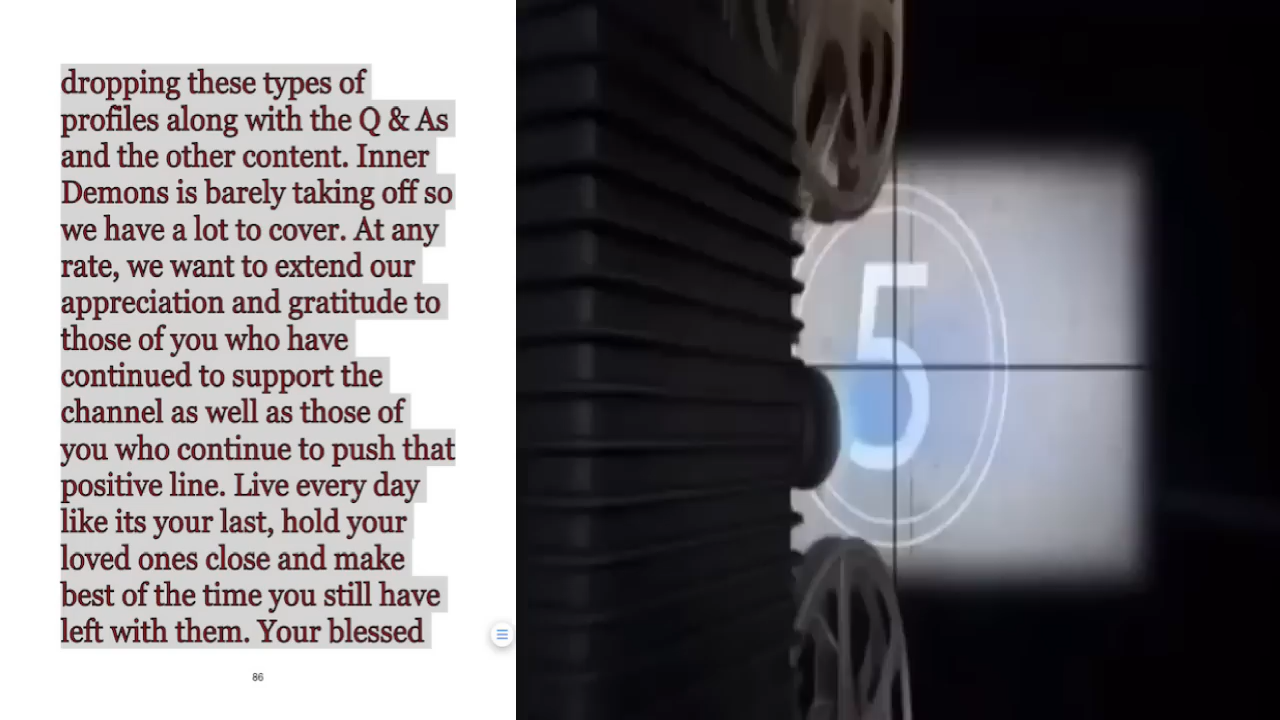 dropping these types of
profiles along with the Q & As
and the other content. Inner
Demons is barely taking off so
we have a lot to cover. At any
rate, we want to extend our
appreciation and gratitude to
those of you who have
continued to support the
channel as well as those of
you who continue to push that
positive line. Live every day
like its your last, hold your
loved ones close and make
best of the time you still have
left with them. Your blessed
86
5